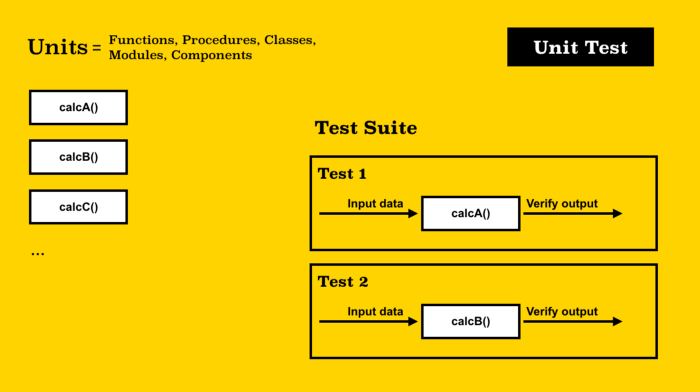 Units = Functions, Procedures, Classes,
Modules, Components
Unit Test
calcA()
calcB()
calcC()
...
Test Suite
Test 1
Input data
calcA()
Verify output
Test 2
Input data
calcB()
Verify output